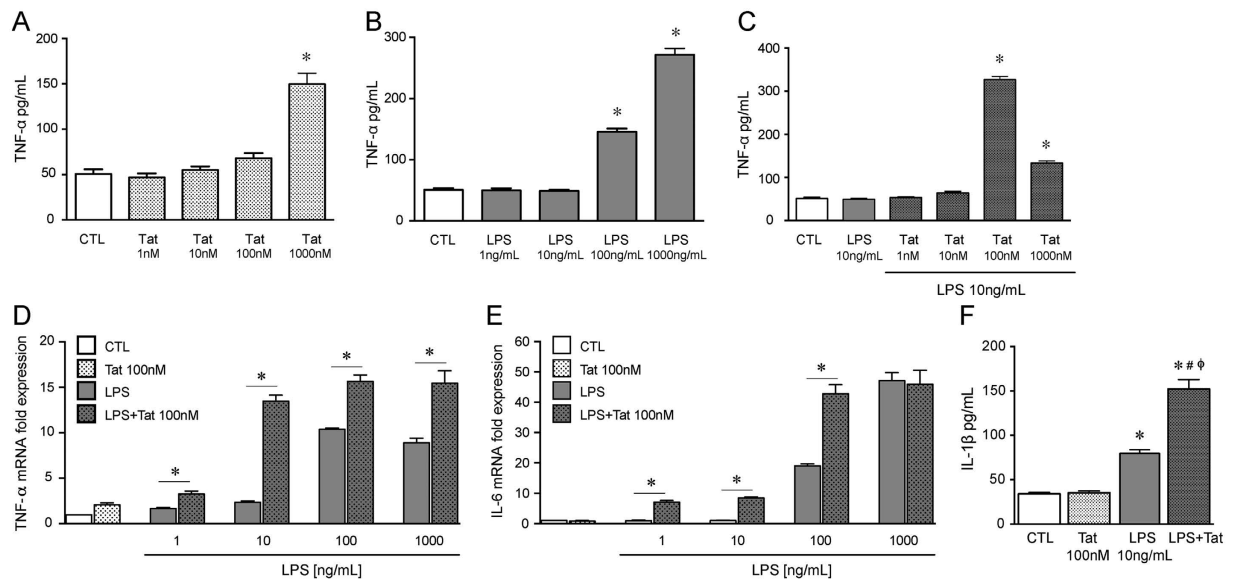 A
TNF-α pg/mL
200
150
100
50
0
CTL
Tat 1nM
Tat 10nM
Tat 100nM
Tat 1000nM
*
B
TNF-α pg/mL
300
200
100
0
CTL
LPS 1ng/mL
LPS 10ng/mL
LPS 100ng/mL
LPS 1000ng/mL
*
*
C
TNF-α pg/mL
400
300
200
100
0
CTL
LPS 10ng/mL
Tat 1nM
Tat 10nM
Tat 100nM
Tat 1000nM
*
*
LPS 10ng/mL
D
TNF-α mRNA fold expression
20
15
10
5
0
CTL
Tat 100nM
LPS
LPS+Tat 100nM
*
*
*
*
1
10
100
1000
LPS [ng/mL]
E
IL-6 mRNA fold expression
60
50
40
30
20
10
0
CTL
Tat 100nM
LPS
LPS+Tat 100nM
*
*
*
1
10
100
1000
LPS [ng/mL]
F
IL-1β pg/mL
200
150
100
50
0
CTL
Tat 100nM
LPS 10ng/mL
LPS+Tat
*
*#ϕ